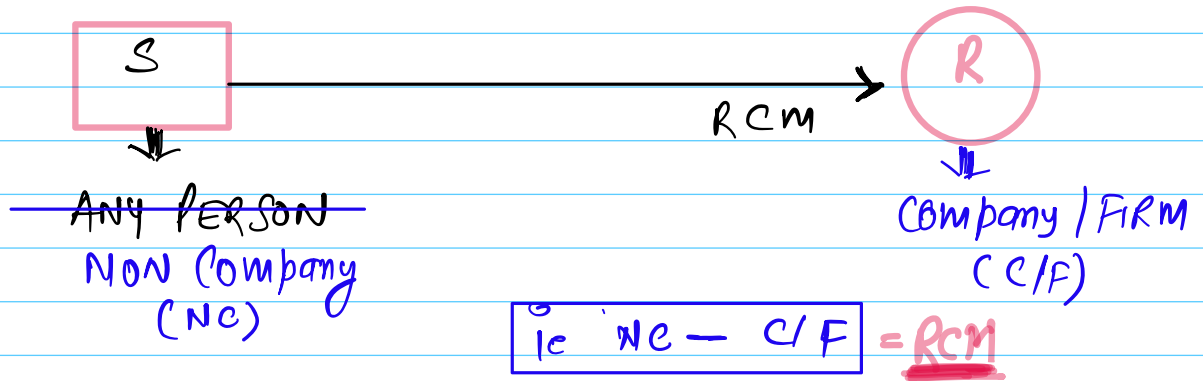 S
R
RCM
ANY PERSON
Company / FIRM
NON Company
(C/F)
(NC)
ie NC — C/F = RCM